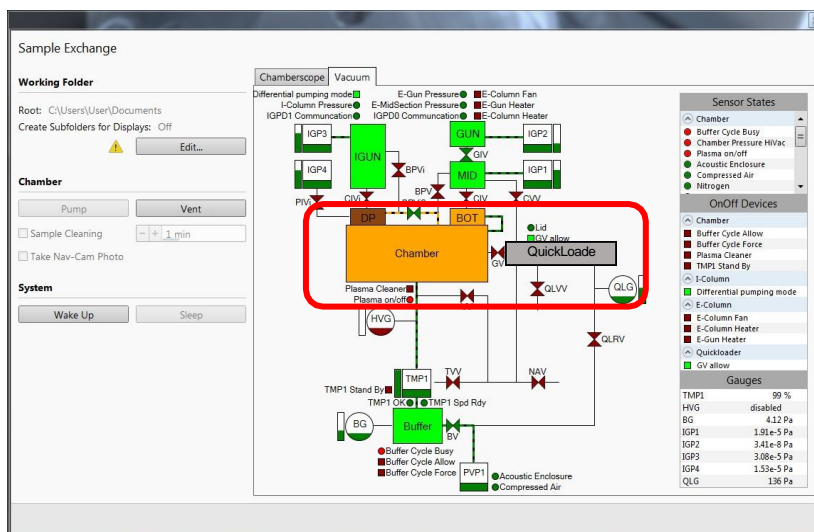 Sample Exchange
Working Folder
Root: C:\Users\User\Documents
Create Subfolders for Displays: Off
Edit...
Chamber
Pump
Vent
Sample Cleaning
- + 1 min
Take Nav-Cam Photo
System
Wake Up
Sleep
Chamberscope
Vacuum
Differential pumping mode
E-Gun Pressure
E-Column Fan
I-Column Pressure
E-MidSection Pressure
E-Gun Heater
IGPD1 Communcation
IGPD0 Communcation
E-Column Heater
IGP3
IGUN
GUN
IGP2
GIV
IGP4
BPVi
MID
IGP1
BPV
PIVi
CIVi
CIV
CVV
DP
BOT
Lid
GV allow
Chamber
GV
QuickLoade
Plasma Cleaner
Plasma on/off
QLVV
QLG
HVG
QLRV
TMP1
TVV
NAV
TMP1 Stand By
TMP1 OK
TMP1 Spd Rdy
BG
Buffer
BV
Buffer Cycle Busy
Buffer Cycle Allow
Buffer Cycle Force
PVP1
Acoustic Enclosure
Compressed Air
Sensor States
Chamber
Buffer Cycle Busy
Chamber Pressure HiVac
Plasma on/off
Acoustic Enclosure
Compressed Air
Nitrogen
OnOff Devices
Chamber
Buffer Cycle Allow
Buffer Cycle Force
Plasma Cleaner
TMP1 Stand By
I-Column
Differential pumping mode
E-Column
E-Column Fan
E-Column Heater
E-Gun Heater
Quickloader
GV allow
Gauges
TMP1 99 %
HVG disabled
BG 4.12 Pa
IGP1 1.91e-5 Pa
IGP2 3.41e-8 Pa
IGP3 3.08e-5 Pa
IGP4 1.53e-5 Pa
QLG 136 Pa